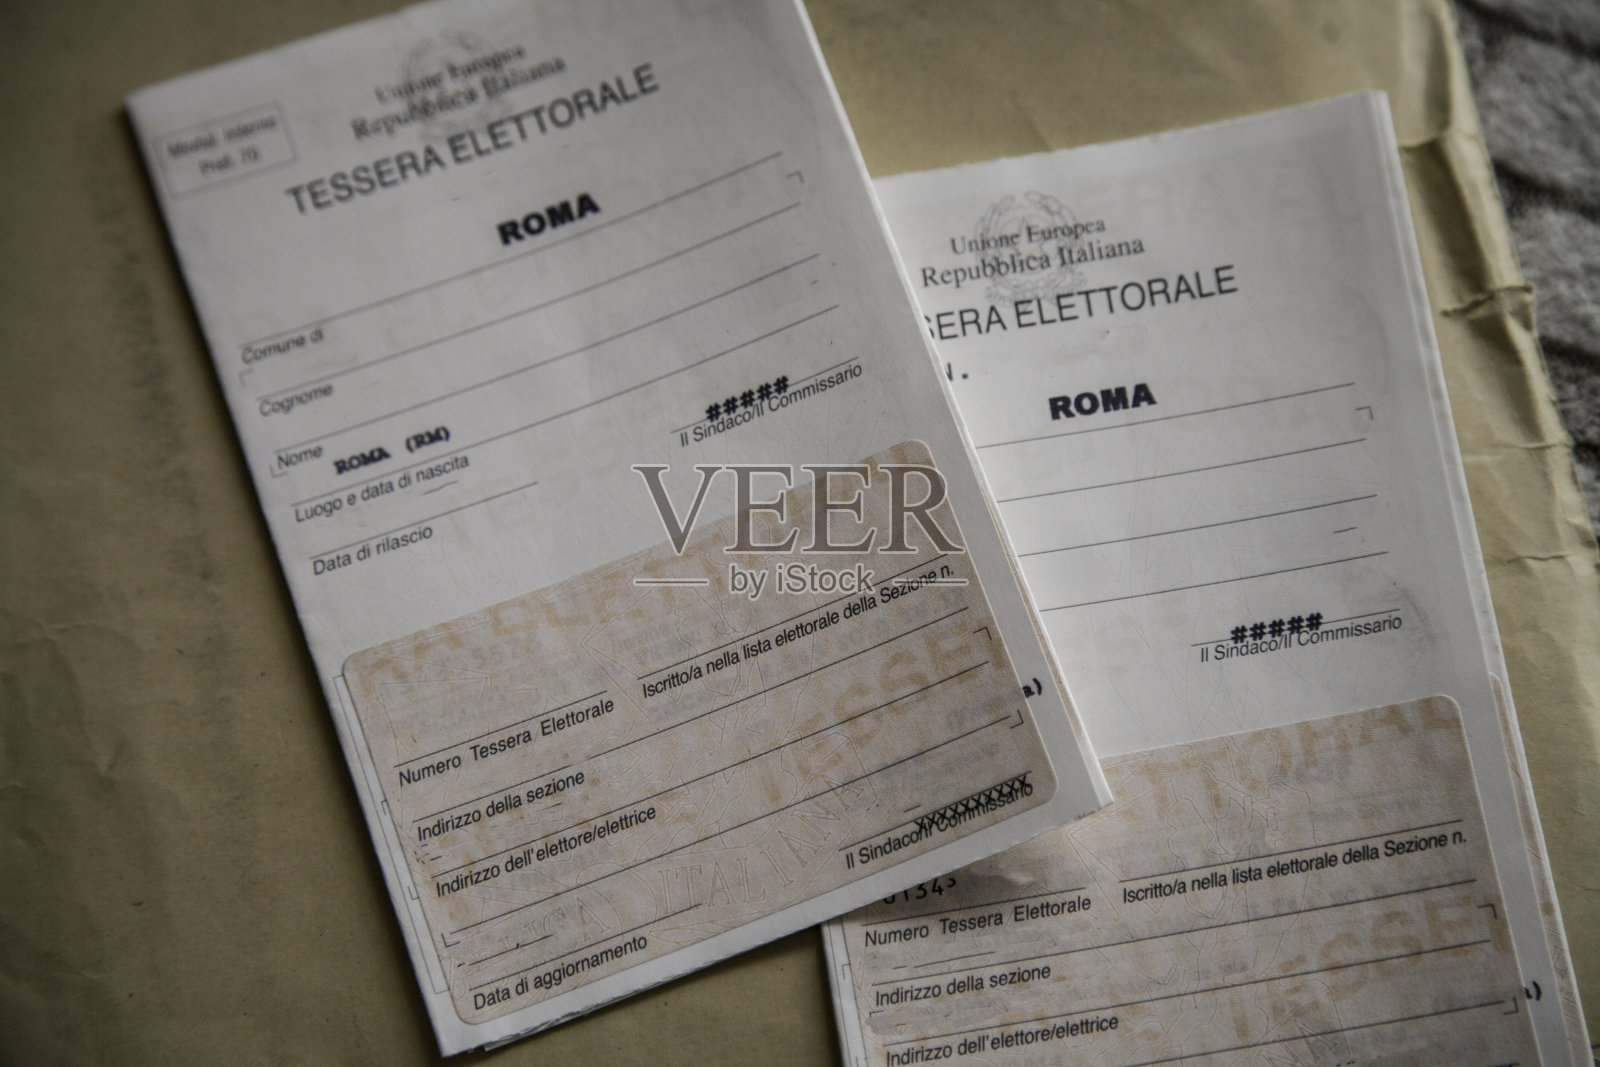 Unione Europea
Repubblica Italiana
TESSERA ELETTORALE
Prot. 70
ROMA
Comune di
Cognome
Nome
ROMA (RM)
Luogo e data di nascita
Data di rilascio
#####
Il Sindaco/Il Commissario
Iscritto/a nella lista elettorale della Sezione n.
Numero Tessera Elettorale
Indirizzo della sezione
Indirizzo dell'elettore/elettrice
XXXXXXXXXX
Il Sindaco/Il Commissario
Data di aggiornamento
Unione Europea
Repubblica Italiana
SERA ELETTORALE
N.
ROMA
#####
Il Sindaco/Il Commissario
a)
Iscritto/a nella lista elettorale della Sezione n.
Numero Tessera Elettorale
Indirizzo della sezione
a)
Indirizzo dell'elettore/elettrice
VEER
by iStock